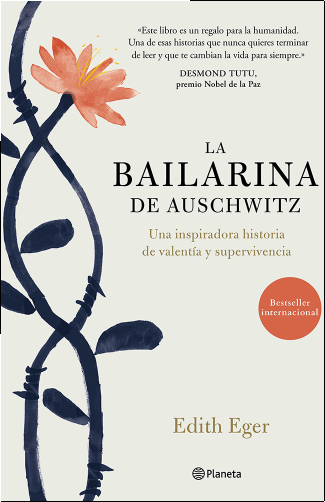 «Este libro es un regalo para la humanidad.
Una de esas historias que nunca quieres terminar
de leer y que te cambian la vida para siempre.»
DESMOND TUTU,
premio Nobel de la Paz
LA
BAILARINA
DE AUSCHWITZ
Una inspiradora historia
de valentía y supervivencia
Bestseller
internacional
Edith Eger
Planeta